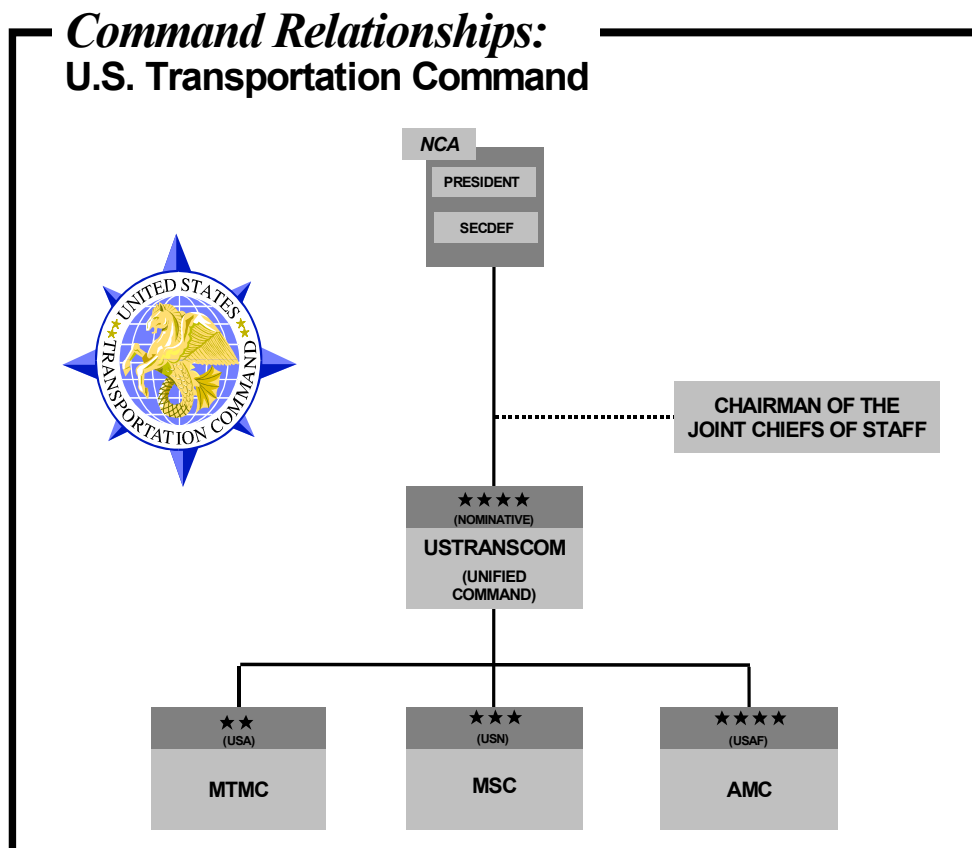 Command Relationships:
U.S. Transportation Command
NCA
PRESIDENT
SECDEF
UNITED STATES
TRANSPORTATION COMMAND
CHAIRMAN OF THE
JOINT CHIEFS OF STAFF
(NOMINATIVE)
USTRANSCOM
(UNIFIED
COMMAND)
(USA)
MTMC
(USN)
MSC
(USAF)
AMC